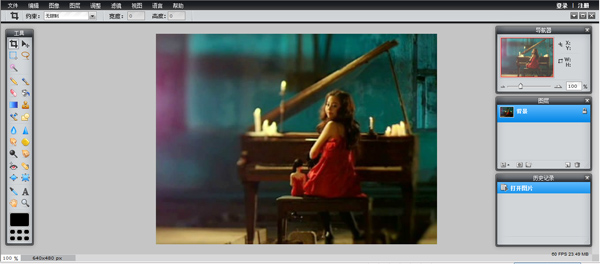 文件 编辑 图像 图层 调整 滤镜 视图 语言 帮助 登录 | 注册
约束: 无限制 宽度: 0 高度: 0
工具
导航器
X:
Y:
W:
H:
100 %
图层
背景
历史记录
打开图片
100 % 640x480 px
60 FPS 23.49 MB